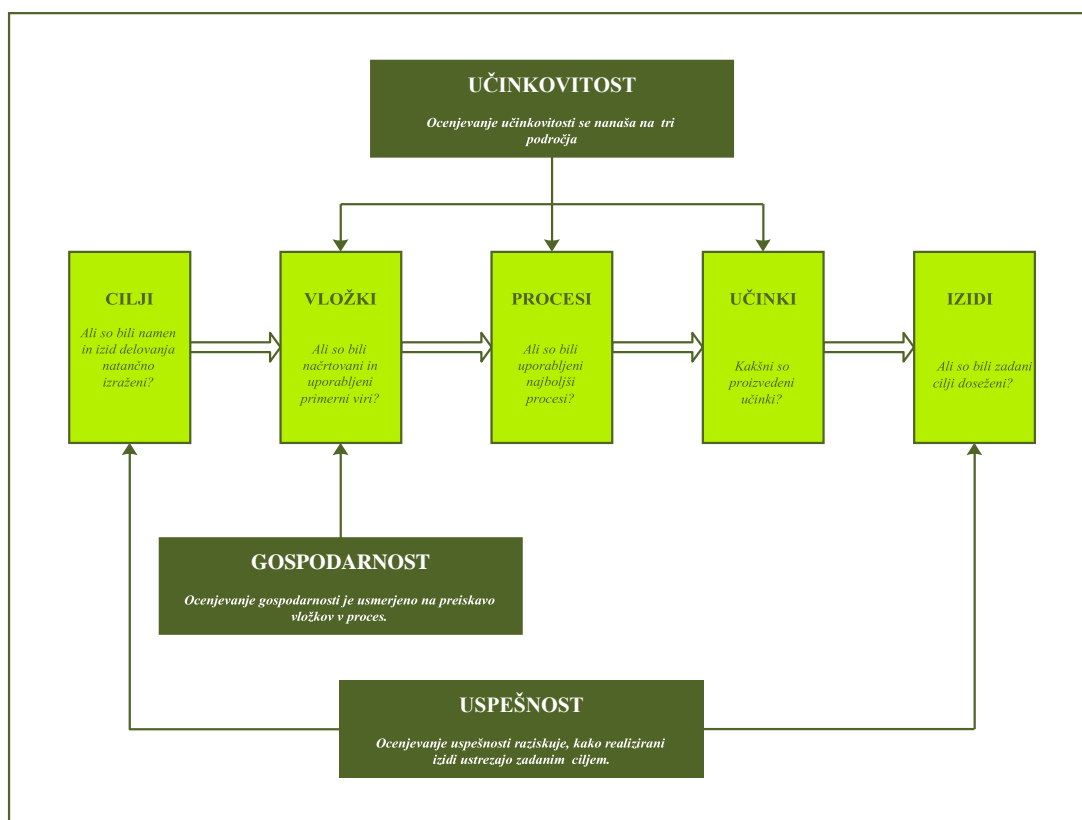 UČINKOVITOST
Ocenjevanje učinkovitosti se nanaša na tri
področja
CILJI
Ali so bili namen
in izid delovanja
natančno
izraženi?
VLOŽKI
Ali so bili
načrtovani in
uporabljeni
primerni viri?
PROCESI
Ali so bili
uporabljeni
najboljši
procesi?
UČINKI
Kakšni so
proizvedeni
učinki?
IZIDI
Ali so bili zadani
cilji doseženi?
GOSPODARNOST
Ocenjevanje gospodarnosti je usmerjeno na preiskavo
vložkov v proces.
USPEŠNOST
Ocenjevanje uspešnosti raziskuje, kako realizirani
izidi ustrezajo zadanim ciljem.